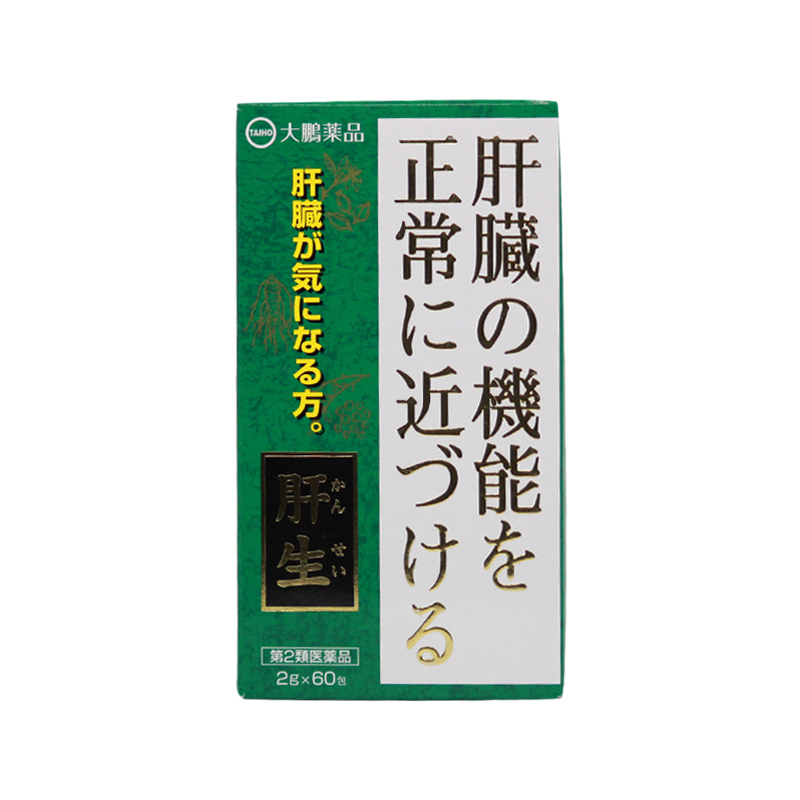 TAIHO 大鵬薬品
肝臓の機能を
正常に近づける
肝臓が気になる方。
肝生
かん せい
第2類医薬品
2g×60包